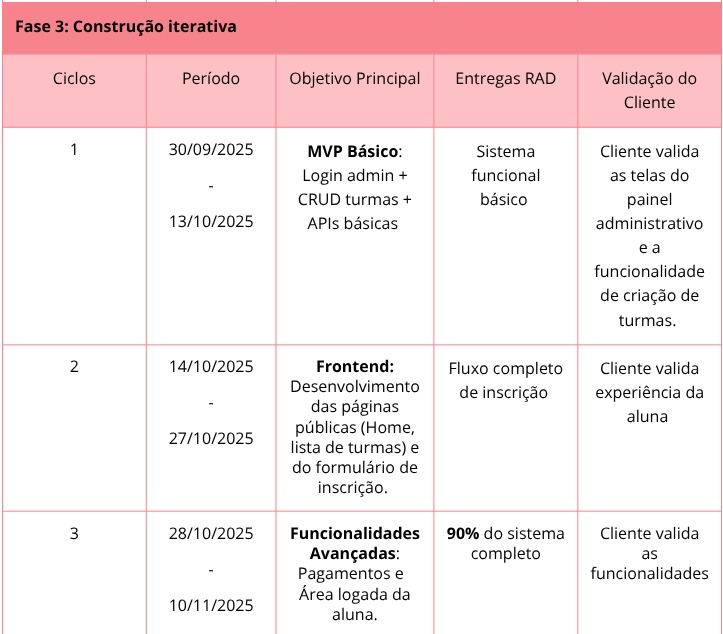 Fase 3: Construção iterativa
Ciclos
Período
Objetivo Principal
Entregas RAD
Validação do
Cliente
1
30/09/2025
-
13/10/2025
MVP Básico:
Login admin +
CRUD turmas +
APIs básicas
Sistema
funcional
básico
Cliente valida
as telas do
painel
administrativo
e a
funcionalidade
de criação de
turmas.
2
14/10/2025
-
27/10/2025
Frontend:
Desenvolvimento
das páginas
públicas (Home,
lista de turmas) e
do formulário de
inscrição.
Fluxo completo
de inscrição
Cliente valida
experiência da
aluna
3
28/10/2025
-
10/11/2025
Funcionalidades
Avançadas:
Pagamentos e
Área logada da
aluna.
90% do sistema
completo
Cliente valida
as
funcionalidades